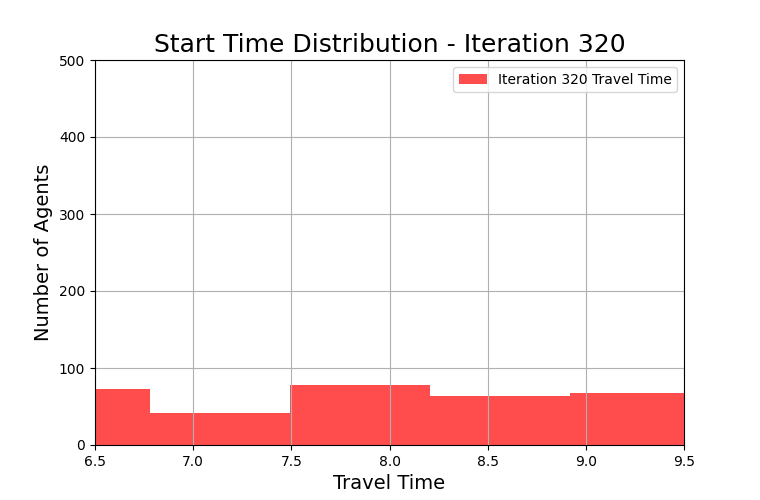 Start Time Distribution - Iteration 320
500
Iteration 320 Travel Time
400
300
200
100
0
Number of Agents
6.5 7.0 7.5 8.0 8.5 9.0 9.5
Travel Time